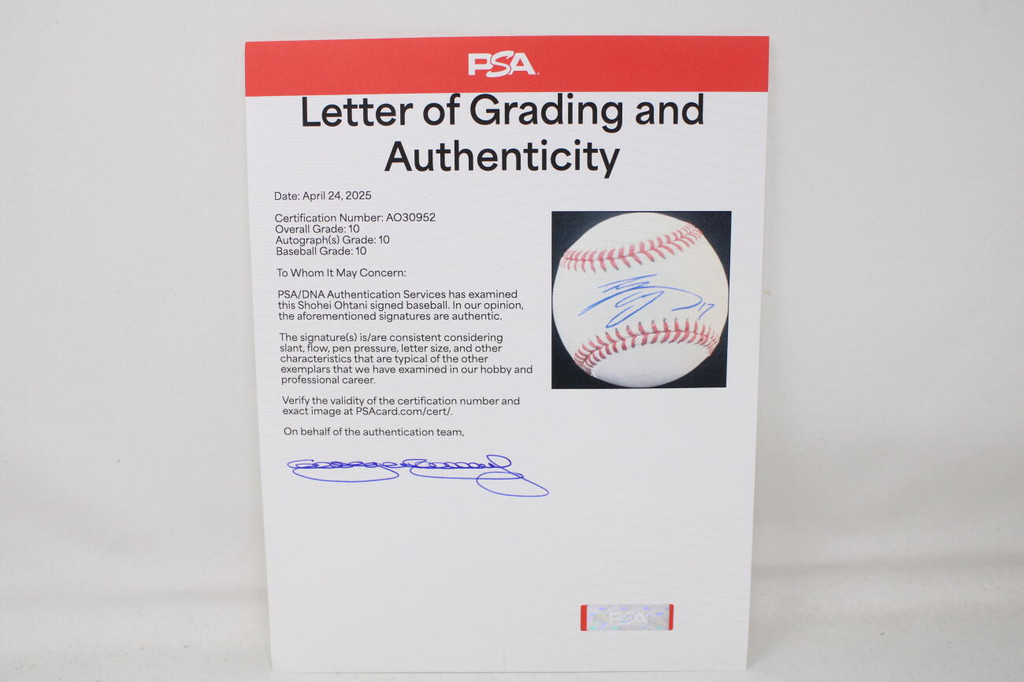 PSA
Letter of Grading and
Authenticity
Date: April 24, 2025
Certification Number: AO30952
Overall Grade: 10
Autograph(s) Grade: 10
Baseball Grade: 10
To Whom It May Concern:
PSA/DNA Authentication Services has examined
this Shohei Ohtani signed baseball. In our opinion,
the aforementioned signatures are authentic.
The signature(s) is/are consistent considering
slant, flow, pen pressure, letter size, and other
characteristics that are typical of the other
exemplars that we have examined in our hobby and
professional career.
Verify the validity of the certification number and
exact image at PSAcard.com/cert/.
On behalf of the authentication team,
17
PSA